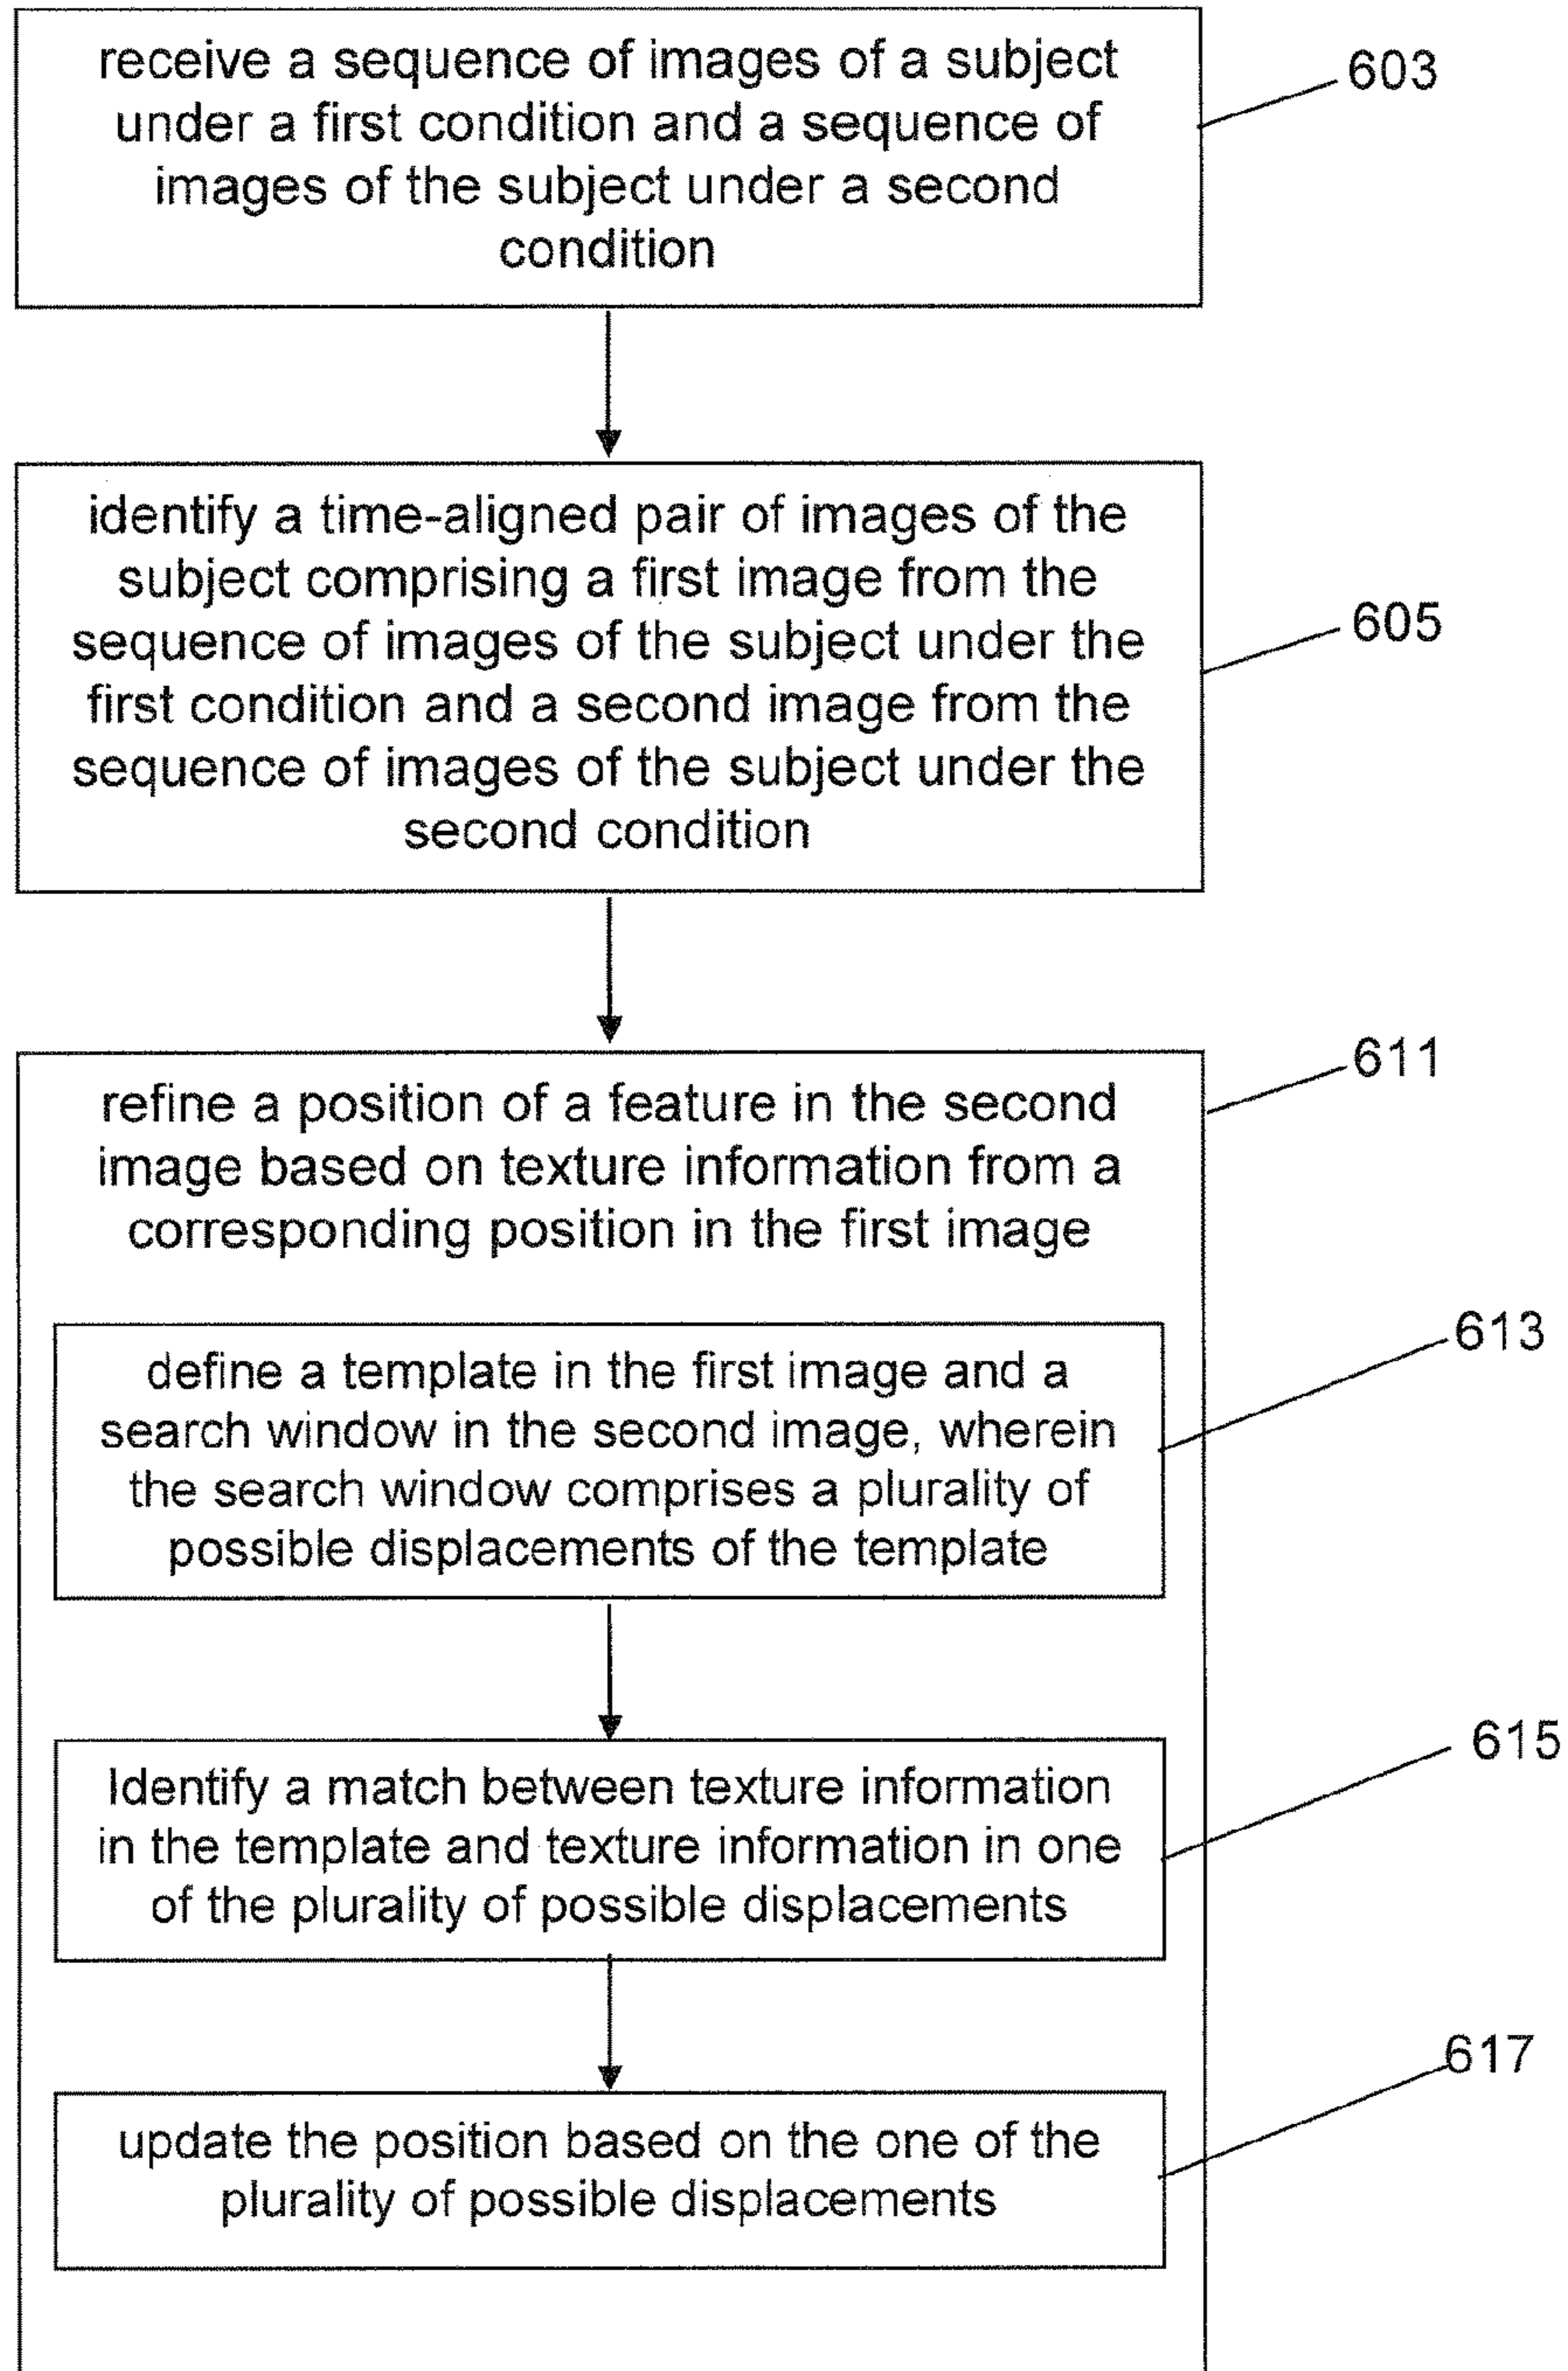 receive a sequence of images of a subject
under a first condition and a sequence of
images of the subject under a second
condition
603
identify a time-aligned pair of images of the
subject comprising a first image from the
sequence of images of the subject under the
first condition and a second image from the
sequence of images of the subject under the
second condition
605
refine a position of a feature in the second
image based on texture information from a
corresponding position in the first image
611
define a template in the first image and a
search window in the second image, wherein
the search window comprises a plurality of
possible displacements of the template
613
Identify a match between texture information
in the template and texture information in one
of the plurality of possible displacements
615
update the position based on the one of the
plurality of possible displacements
617